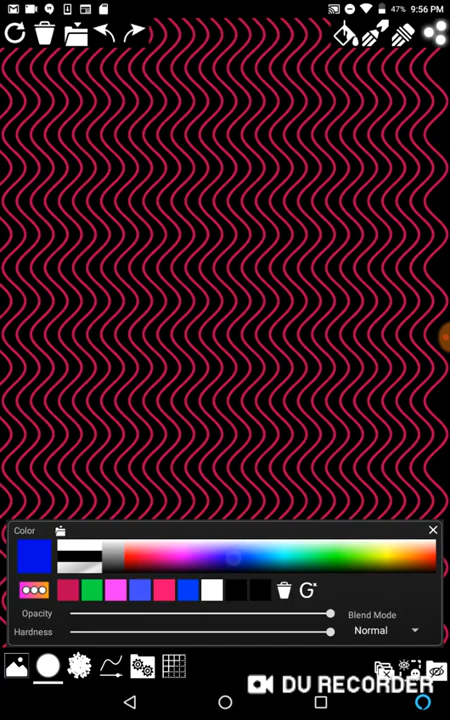 47% 9:56 PM
Color
Opacity
Blend Mode
Hardness
Normal
DU RECORDER